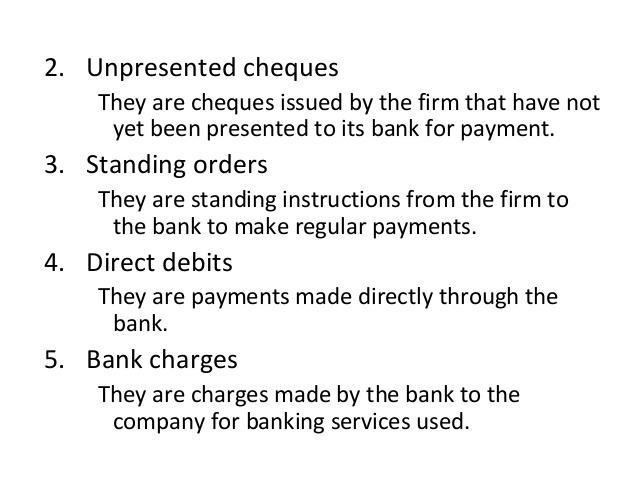 2. Unpresented cheques
They are cheques issued by the firm that have not
yet been presented to its bank for payment.
3. Standing orders
They are standing instructions from the firm to
the bank to make regular payments.
4. Direct debits
They are payments made directly through the
bank.
5. Bank charges
They are charges made by the bank to the
company for banking services used.